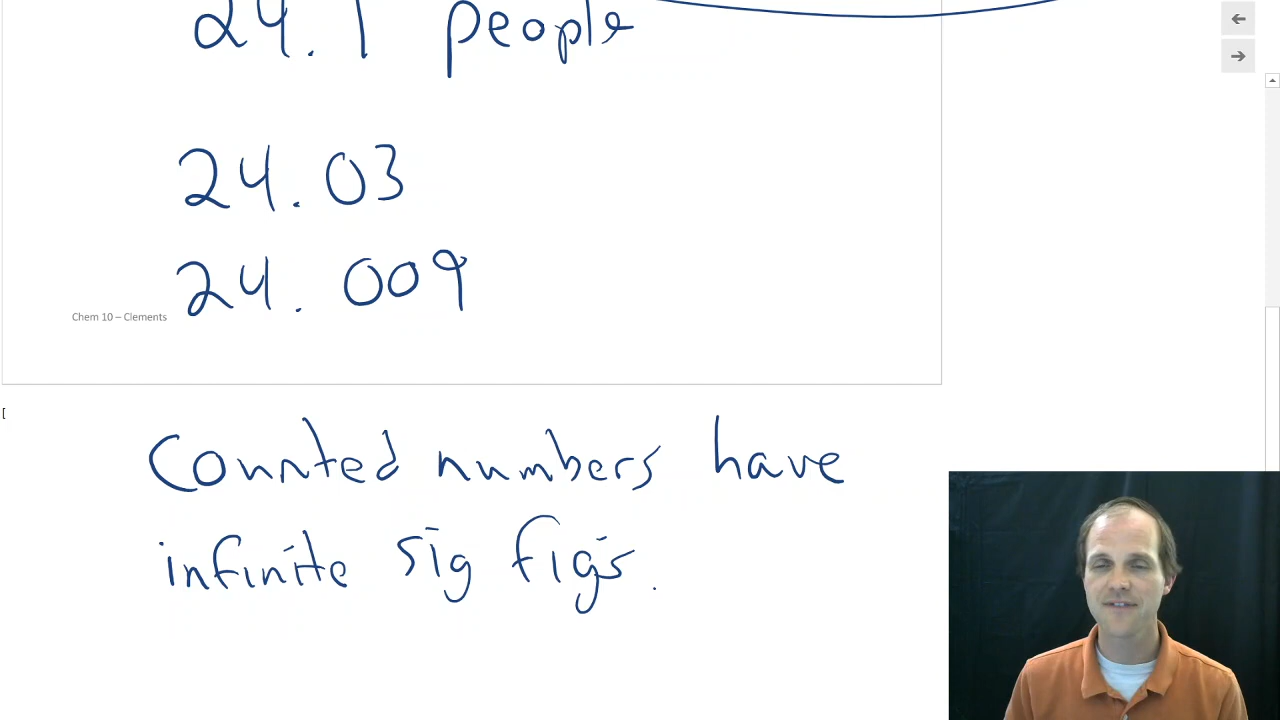 24.1 people
24.03
24.009
Chem 10 – Clements
[
Counted numbers have
infinite sig figs.